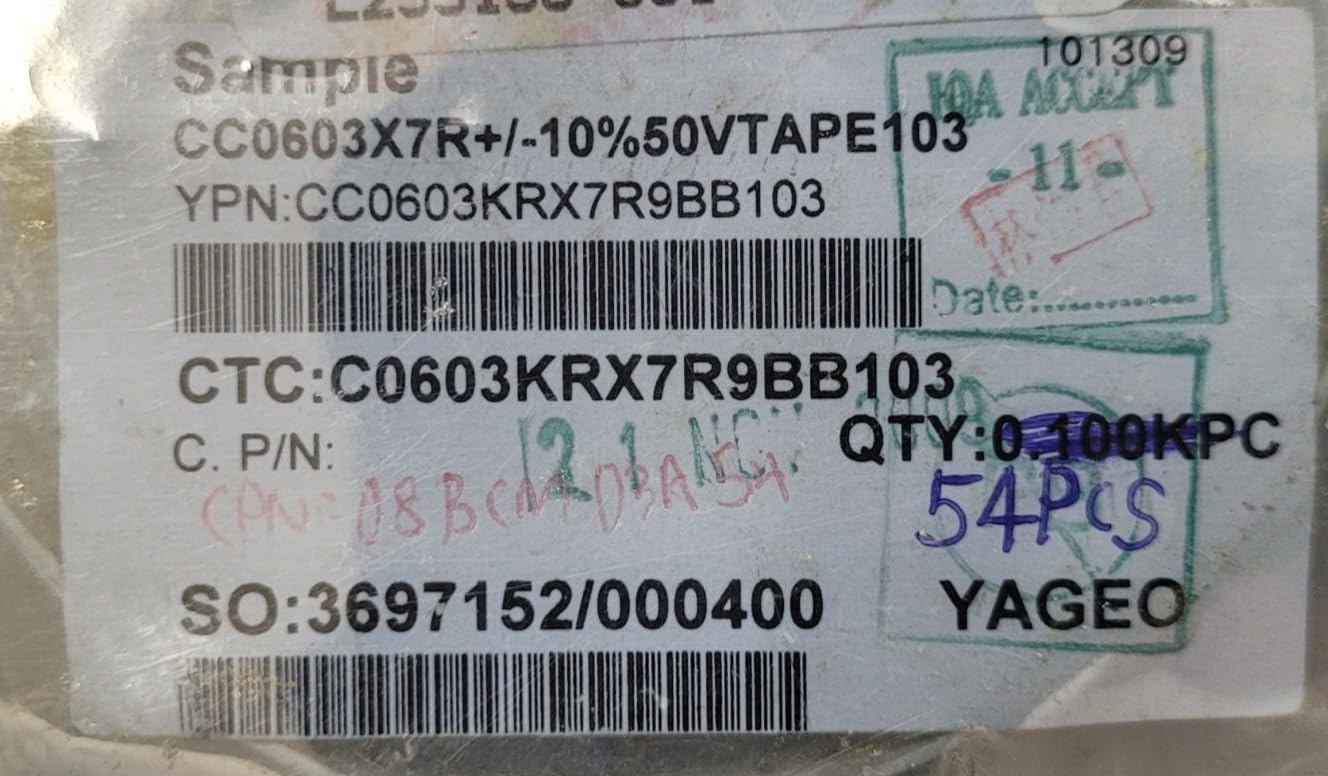 Sample
101309
IQA ACCEPT
CC0603X7R+/-10%50VTAPE103
- 11 -
YPN:CC0603KRX7R9BB103
Date:.............
CTC:C0603KRX7R9BB103
QTY:0.100KPC
C. P/N:
54PCS
SO:3697152/000400
YAGEO